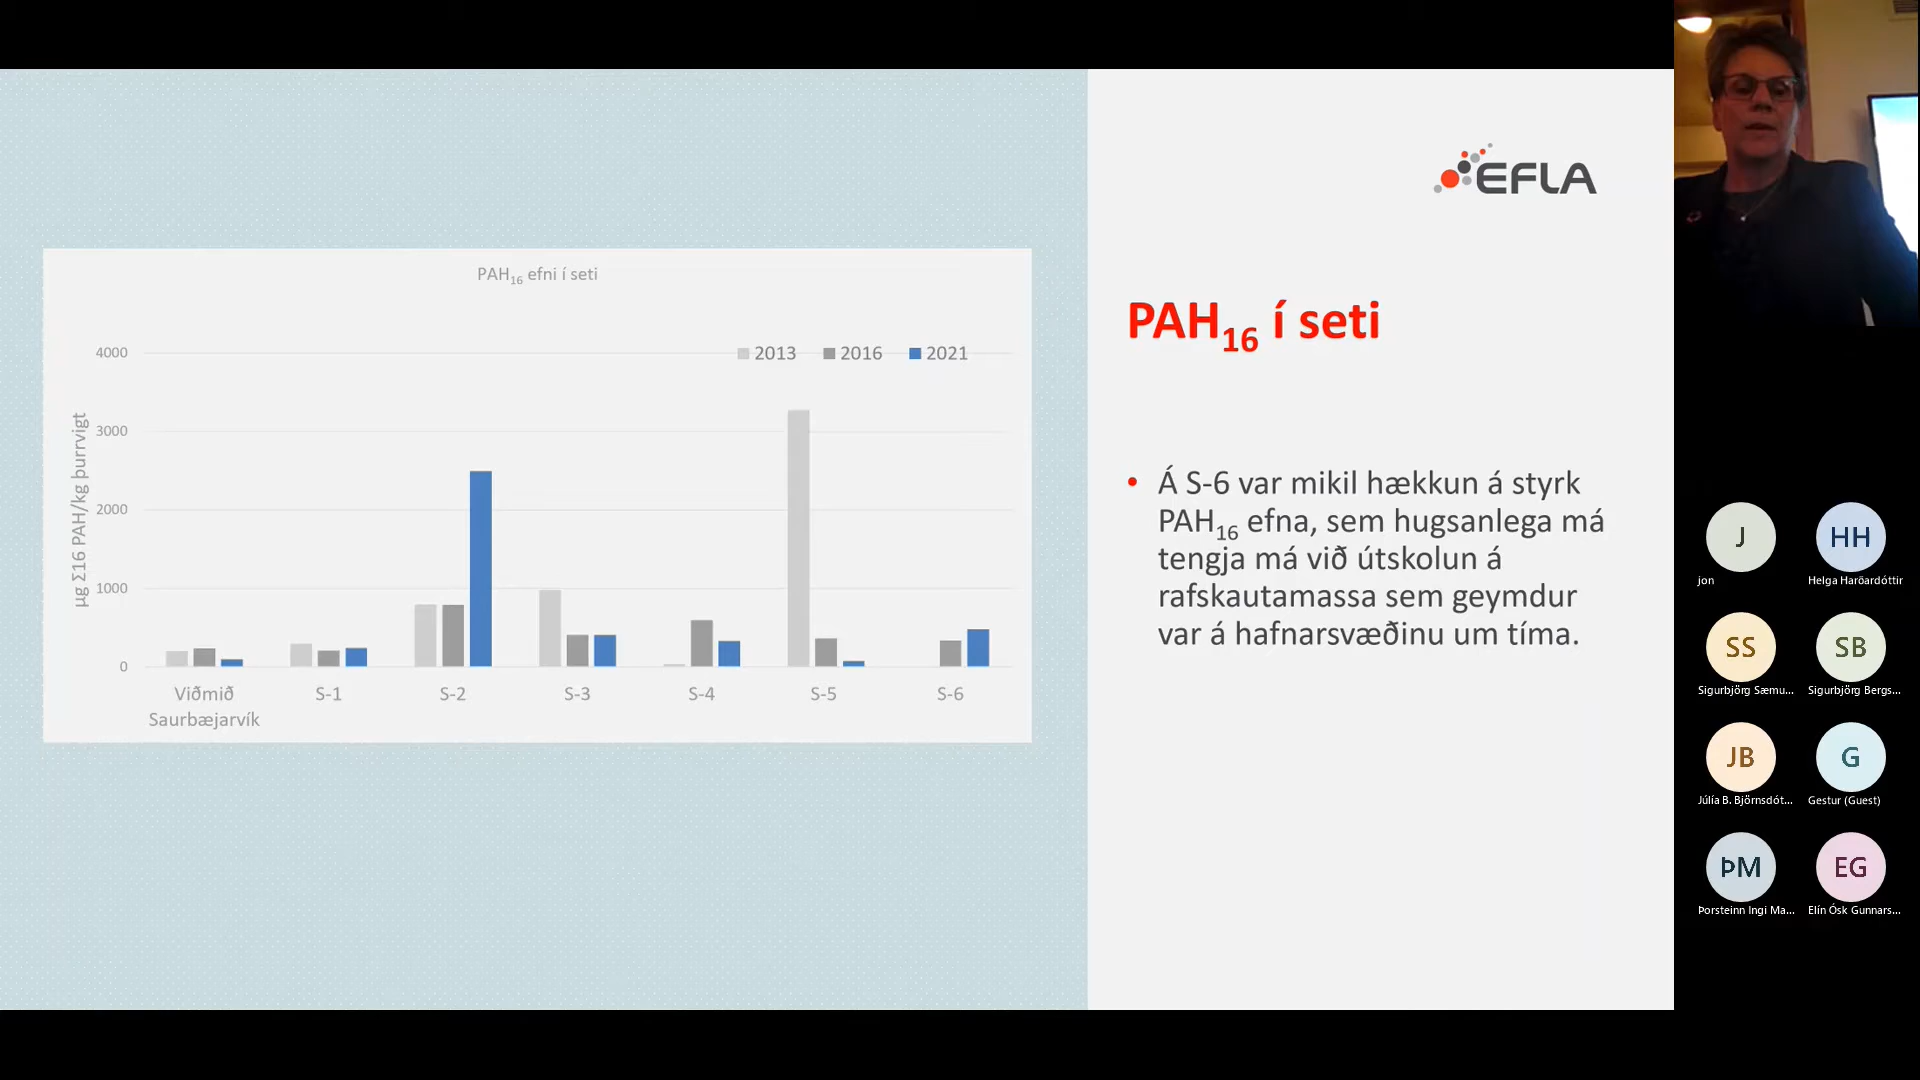 PAH16 efni í seti
2013 2016 2021
µg Σ16 PAH/kg þurrvigt
4000
3000
2000
1000
0
Viðmið Saurbæjarvík
S-1
S-2
S-3
S-4
S-5
S-6
EFLA
PAH16 í seti
• Á S-6 var mikil hækkun á styrk
PAH16 efna, sem hugsanlega má
tengja má við útskolun á
rafskautamassa sem geymdur
var á hafnarsvæðinu um tíma.
J
jon
HH
Helga Harðardóttir
SS
Sigurbjörg Sæmu...
SB
Sigurbjörg Bergs...
JB
Júlía B. Björnsdót...
G
Gestur (Guest)
ÞM
Þorsteinn Ingi Ma...
EG
Elín Ósk Gunnars...